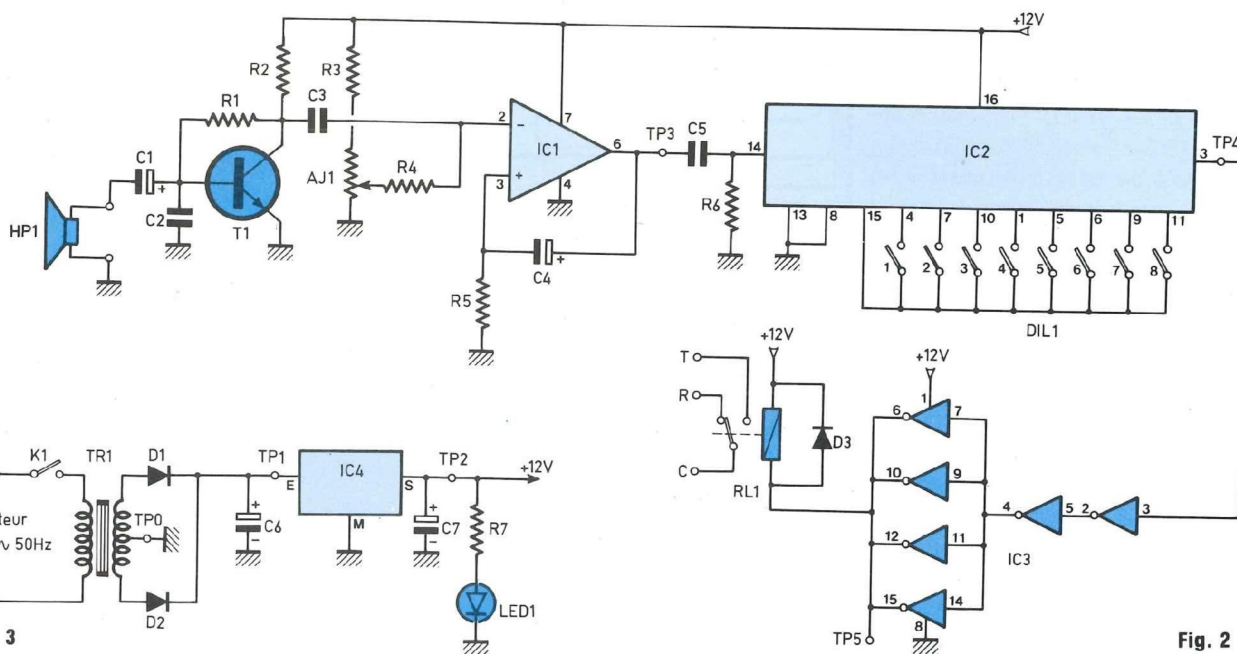 +12V
R2
R3
R1
C3
C1
+
C2
T1
HP1
AJ1
R4
2
-
7
IC1
6
3
+
4
TP3
C5
C4
+
R5
R6
14
IC2
16
3
TP4
13
8
15
4
7
10
1
5
6
9
11
1
2
3
4
5
6
7
8
DIL1
T
R
C
+12V
RL1
D3
+12V
1
6
7
10
9
12
11
15
14
8
4
5
2
3
IC3
TP5
K1
TR1
D1
TP0
D2
teur
∿ 50Hz
TP1
E
IC4
S
M
TP2
+12V
+
C6
-
+
C7
-
R7
LED1
3
Fig. 2